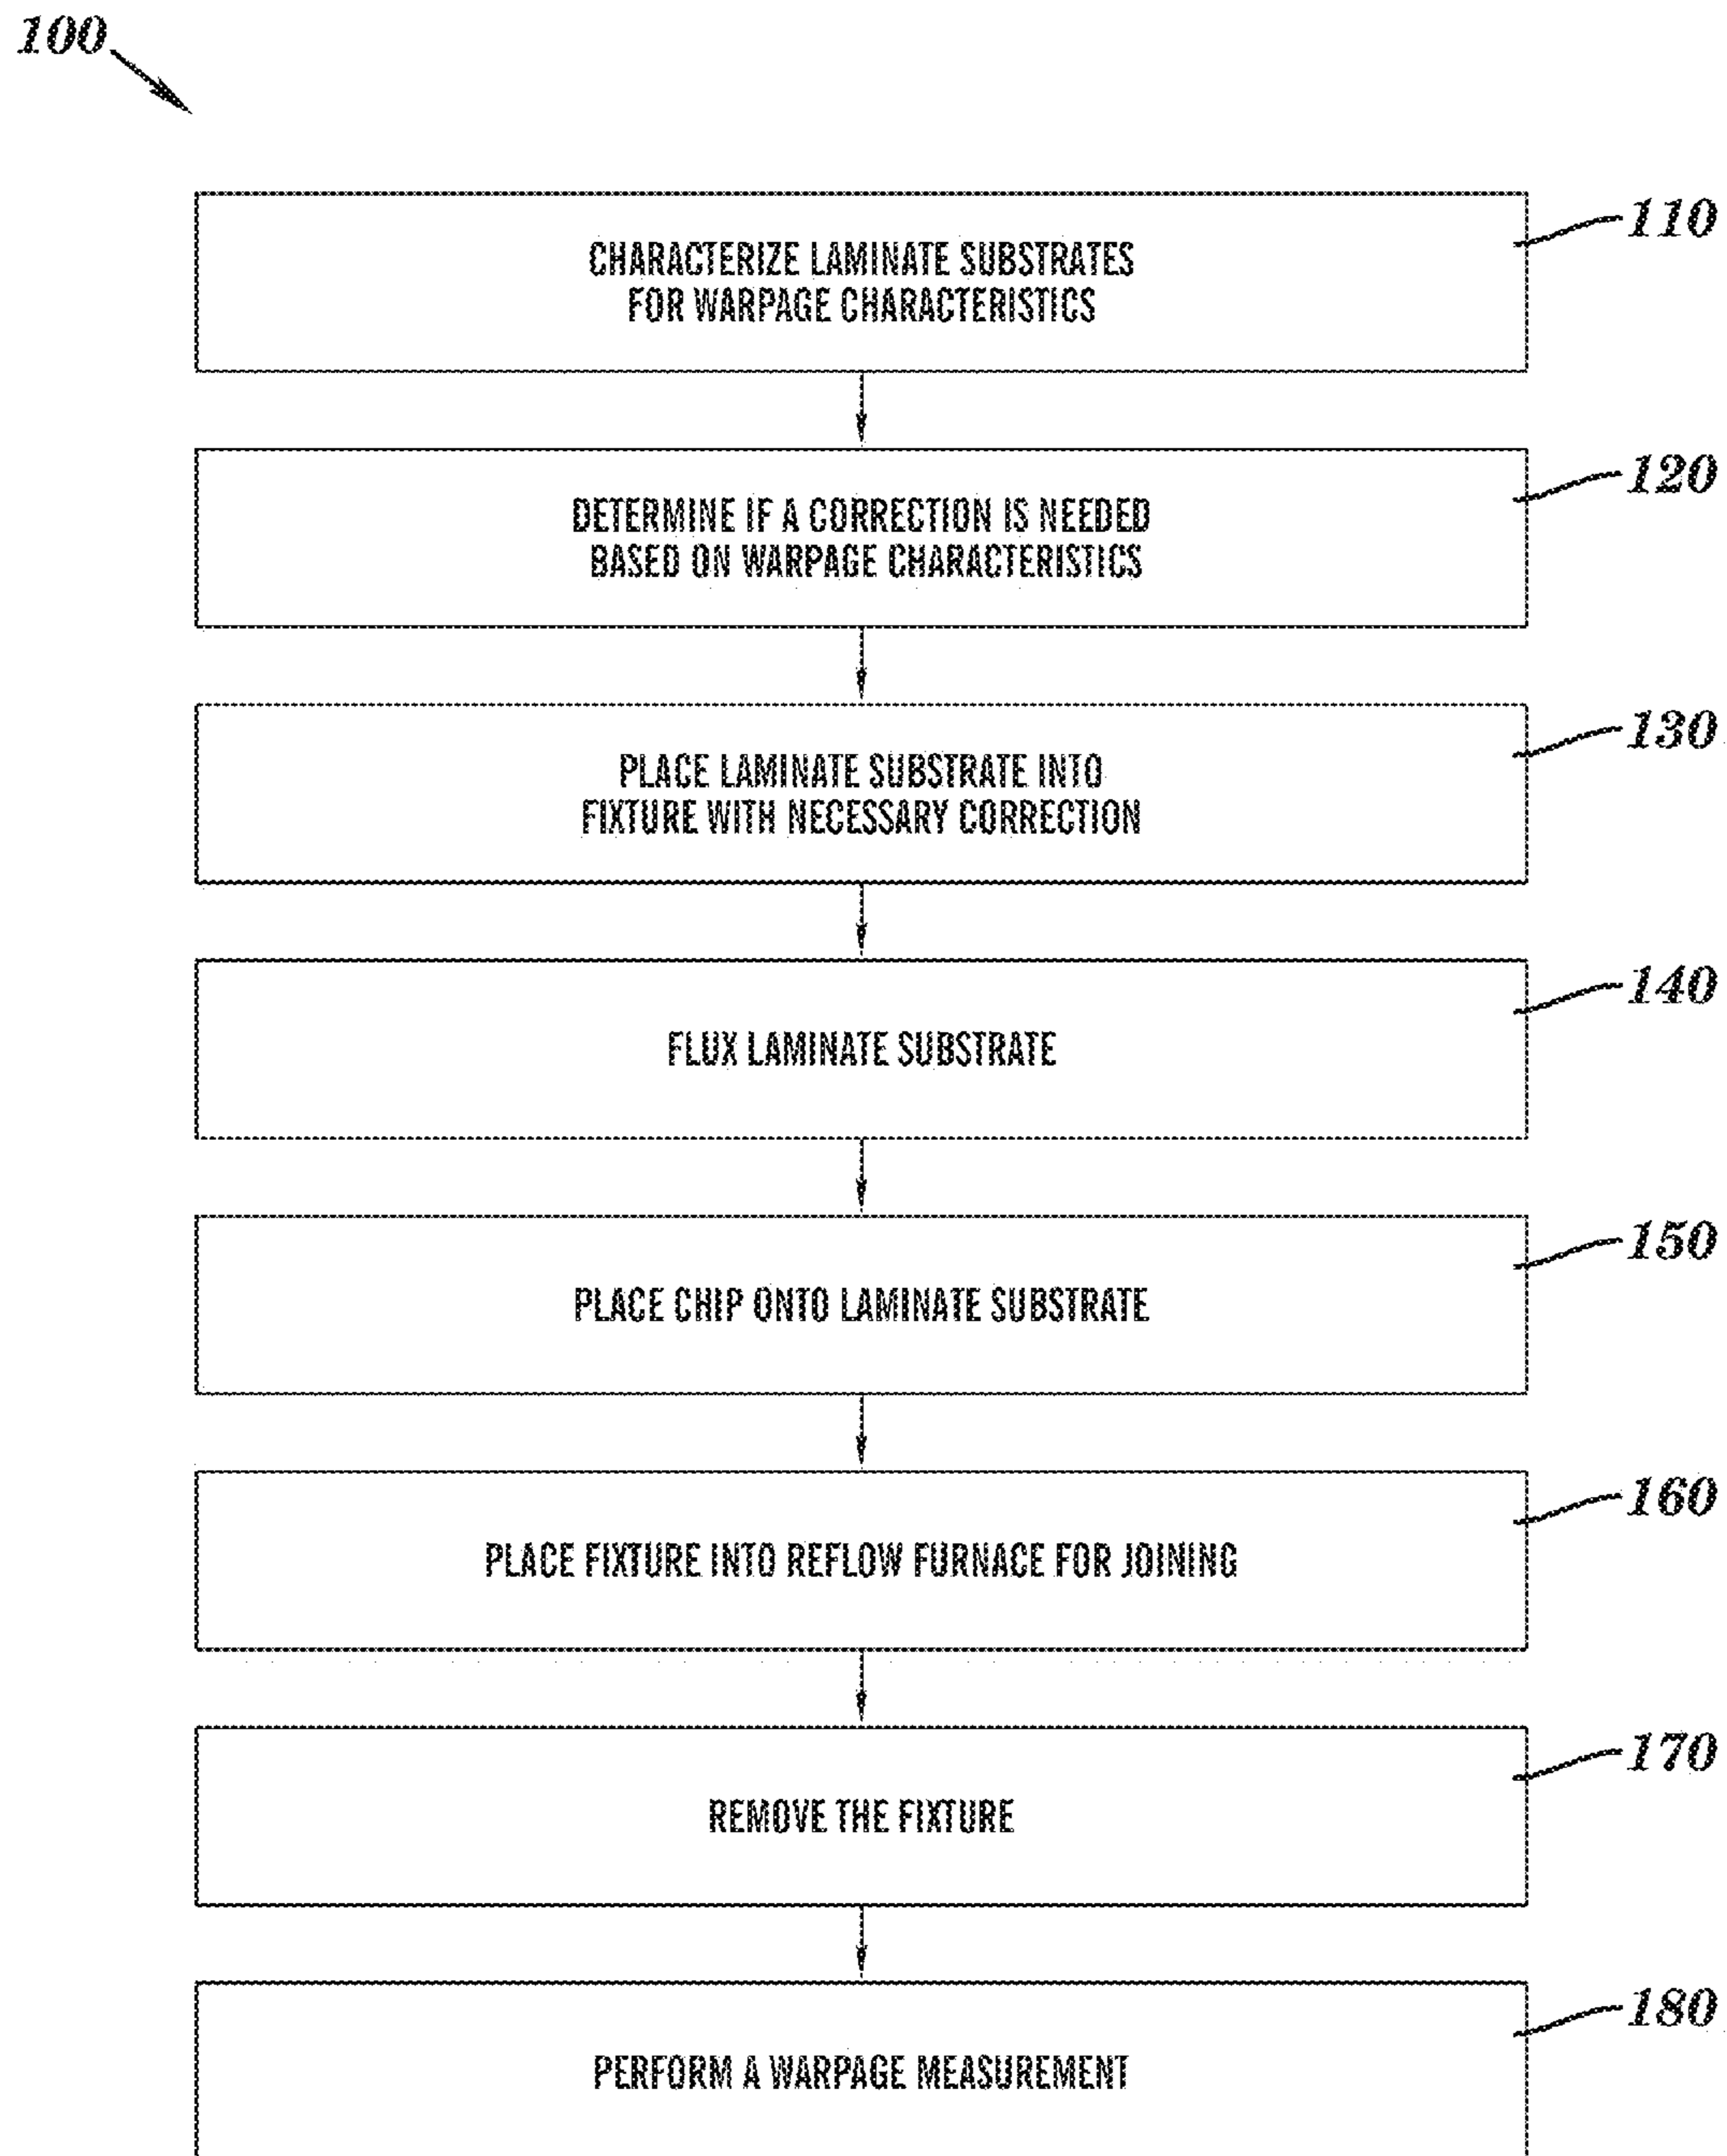 100
110
CHARACTERIZE LAMINATE SUBSTRATES
FOR WARPAGE CHARACTERISTICS
120
DETERMINE IF A CORRECTION IS NEEDED
BASED ON WARPAGE CHARACTERISTICS
130
PLACE LAMINATE SUBSTRATE INTO
FIXTURE WITH NECESSARY CORRECTION
140
FLUX LAMINATE SUBSTRATE
150
PLACE CHIP ONTO LAMINATE SUBSTRATE
160
PLACE FIXTURE INTO REFLOW FURNACE FOR JOINING
170
REMOVE THE FIXTURE
180
PERFORM A WARPAGE MEASUREMENT